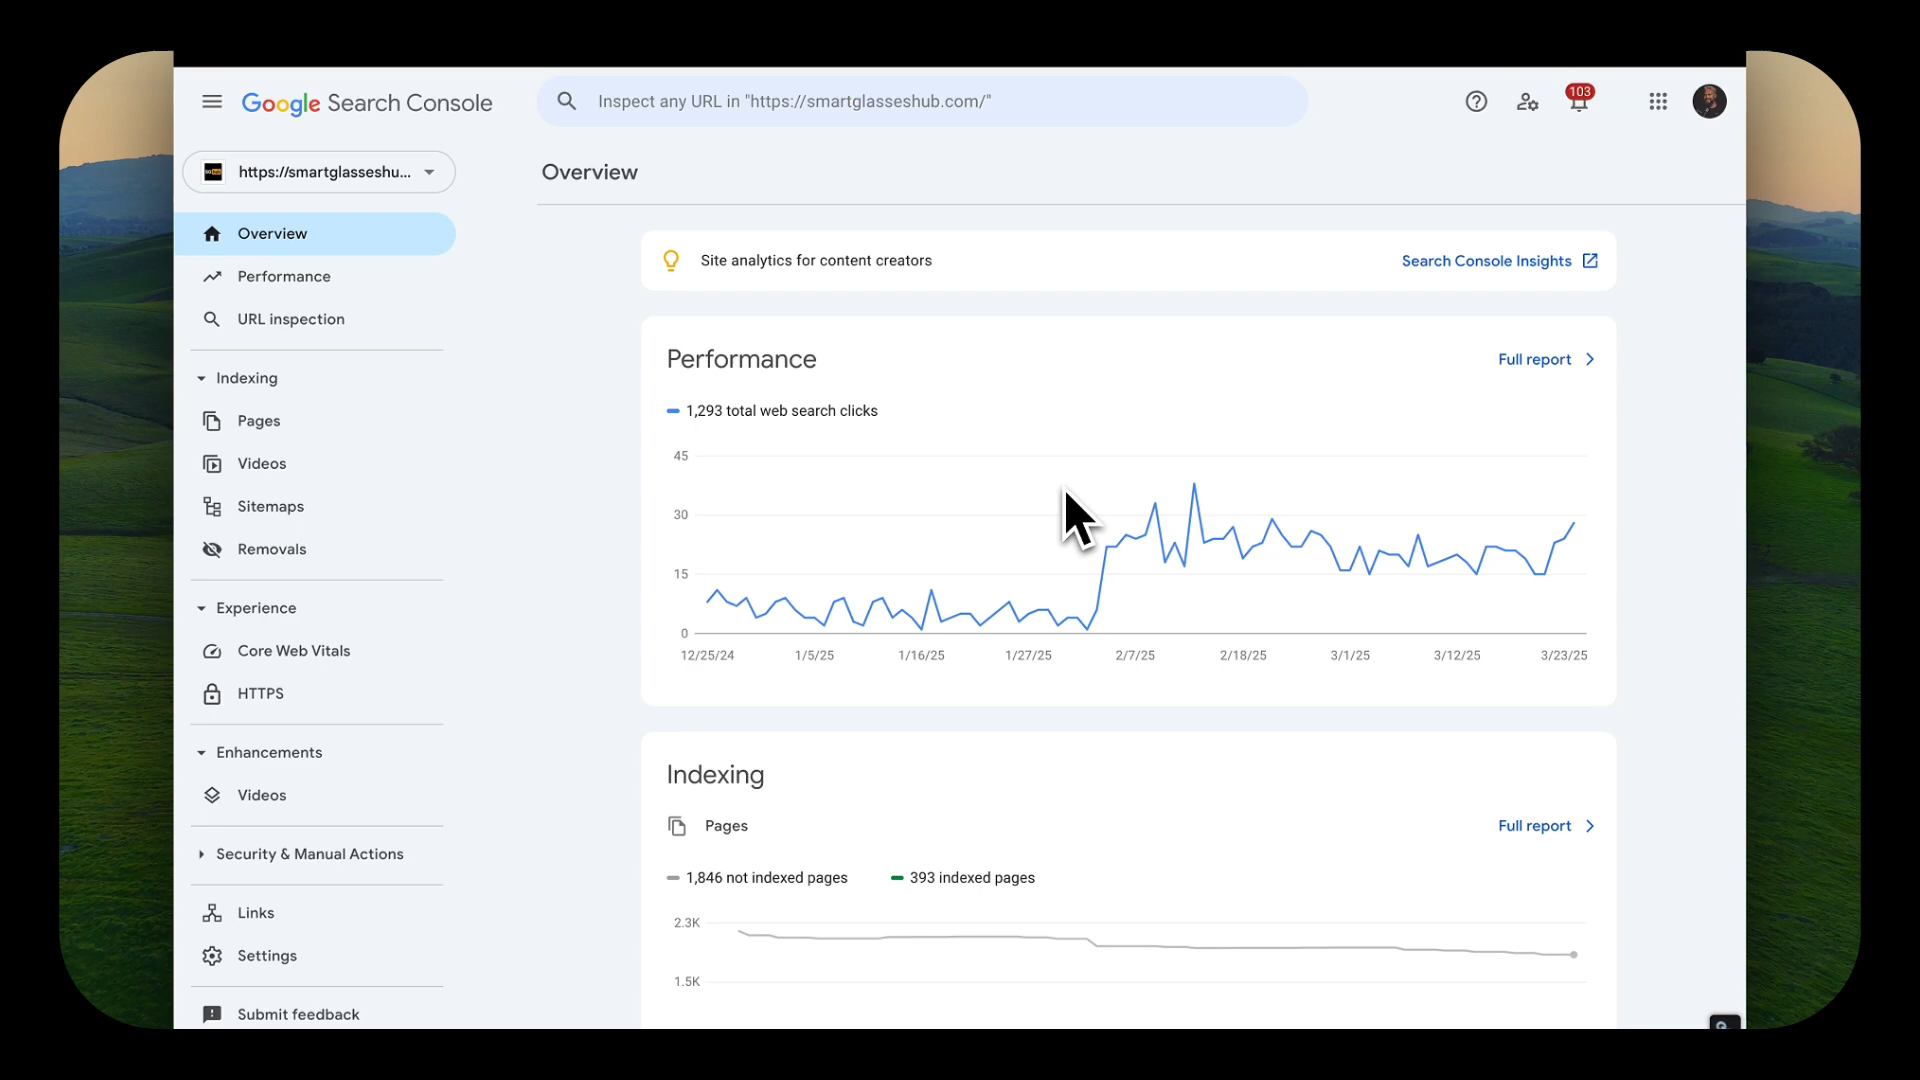 Google Search Console
Inspect any URL in "https://smartglasseshub.com/"
103
https://smartglasseshu...
Overview
Performance
URL inspection
Indexing
Pages
Videos
Sitemaps
Removals
Experience
Core Web Vitals
HTTPS
Enhancements
Videos
Security & Manual Actions
Links
Settings
Submit feedback
Overview
Site analytics for content creators
Search Console Insights
Performance
Full report
1,293 total web search clicks
45
30
15
0
12/25/24 1/5/25 1/16/25 1/27/25 2/7/25 2/18/25 3/1/25 3/12/25 3/23/25
Indexing
Pages
Full report
1,846 not indexed pages 393 indexed pages
2.3K
1.5K